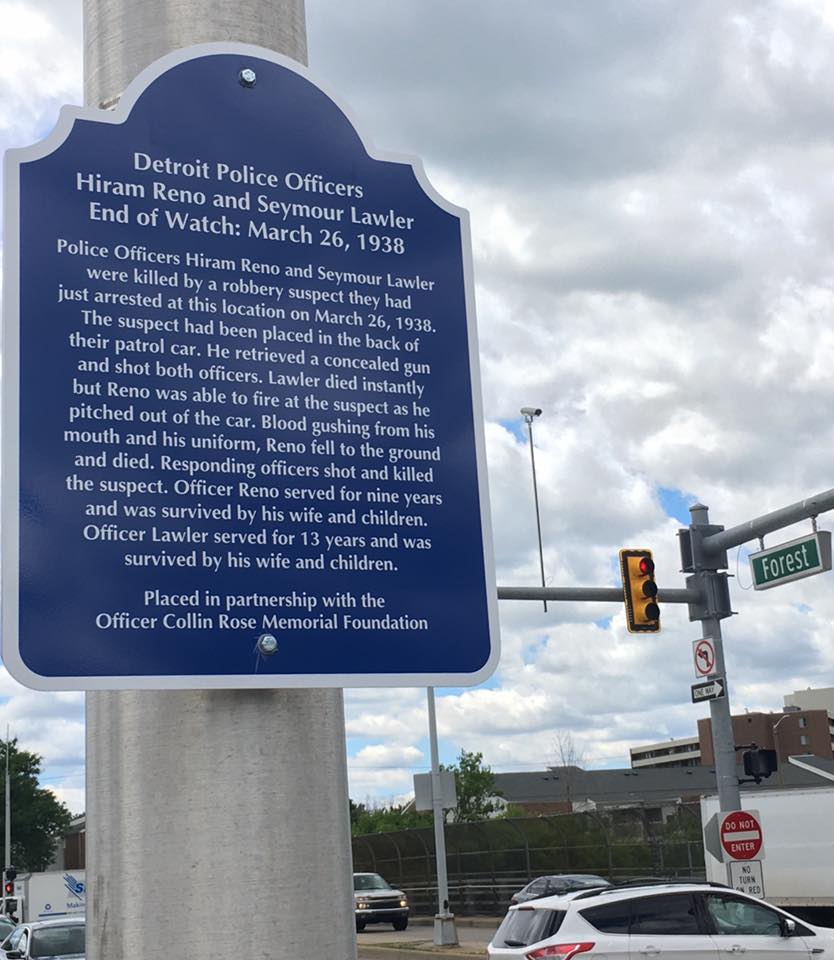 Detroit Police Officers
Hiram Reno and Seymour Lawler
End of Watch: March 26, 1938
Police Officers Hiram Reno and Seymour Lawler
were killed by a robbery suspect they had
just arrested at this location on March 26, 1938.
The suspect had been placed in the back of
their patrol car. He retrieved a concealed gun
and shot both officers. Lawler died instantly
but Reno was able to fire at the suspect as he
pitched out of the car. Blood gushing from his
mouth and his uniform, Reno fell to the ground
and died. Responding officers shot and killed
the suspect. Officer Reno served for nine years
and was survived by his wife and children.
Officer Lawler served for 13 years and was
survived by his wife and children.
Placed in partnership with the
Officer Collin Rose Memorial Foundation
Forest
ONE WAY
DO NOT
ENTER
NO
TURN
ON RED